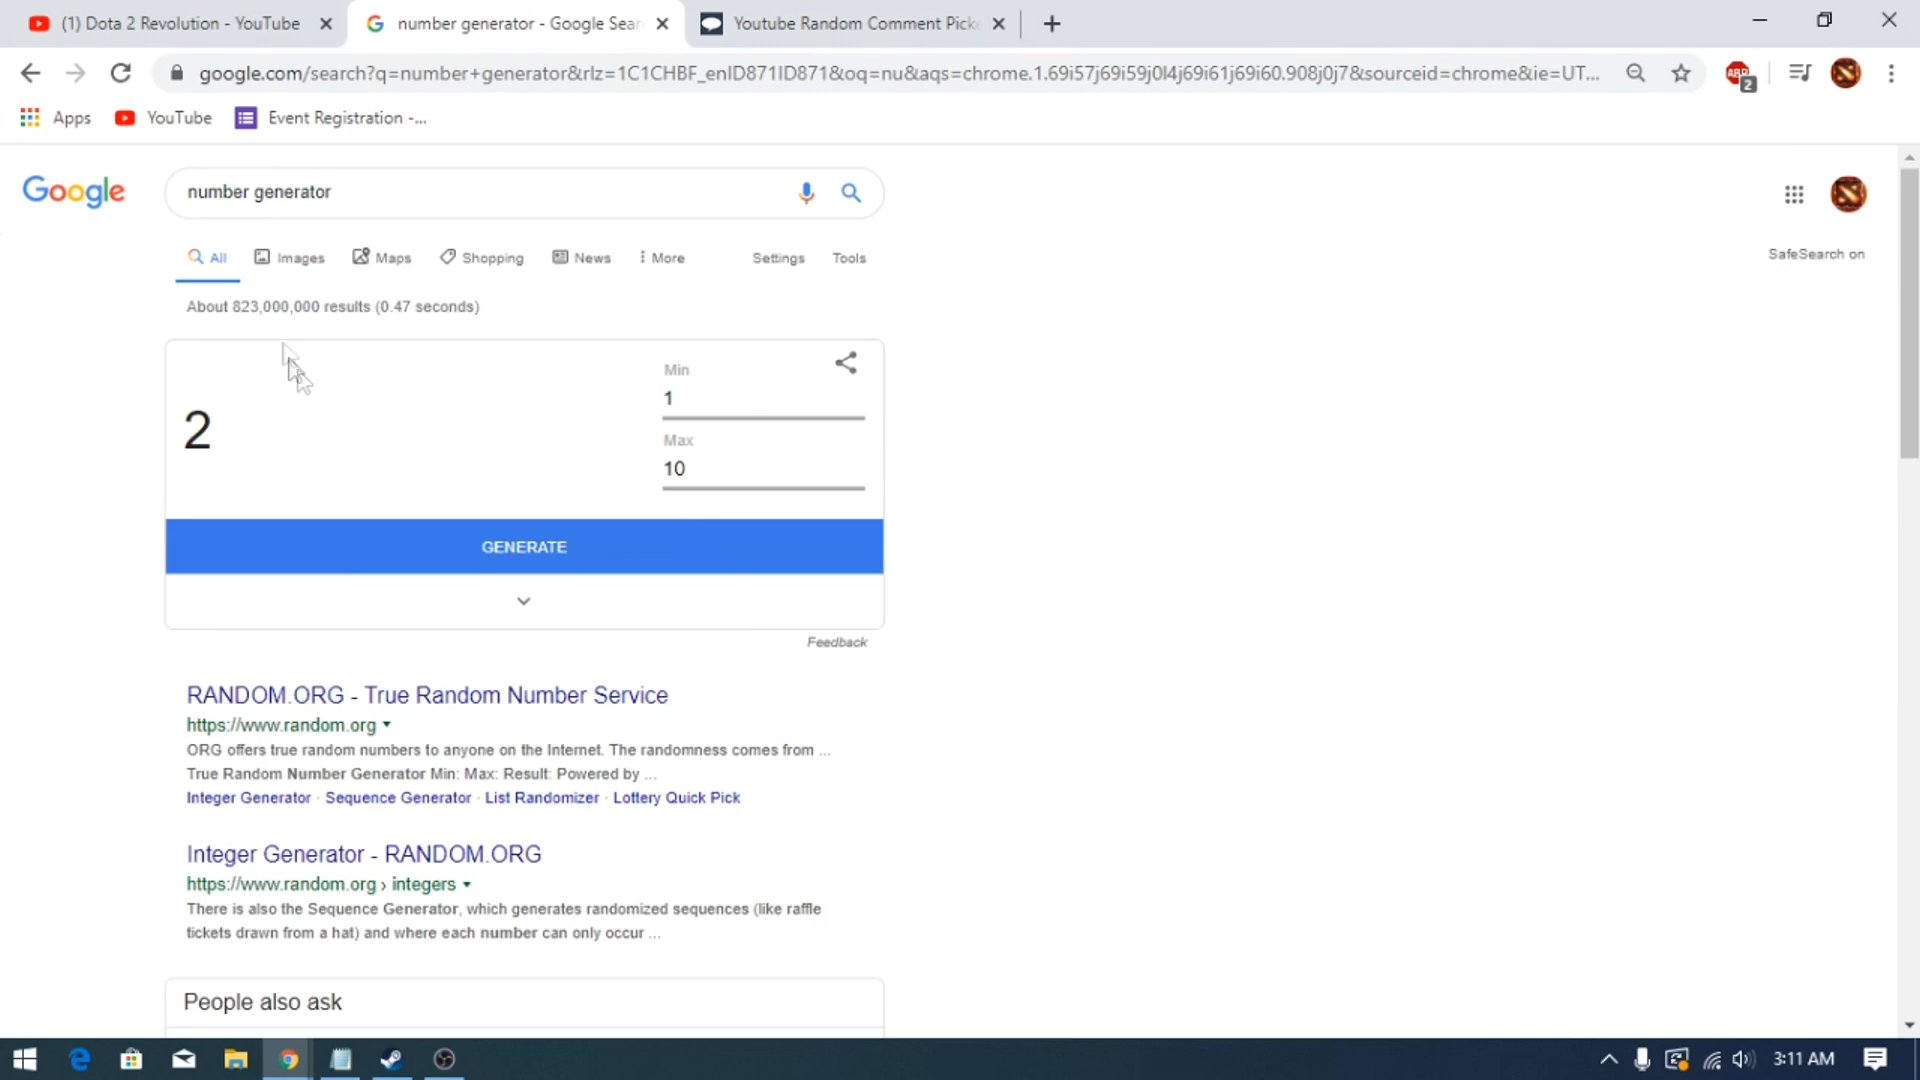 (1) Dota 2 Revolution - YouTube
number generator - Google Sear
Youtube Random Comment Picke
google.com/search?q=number+generator&rlz=1C1CHBF_enID871ID871&oq=nu&aqs=chrome.1.69i57j69i59j0l4j69i61j69i60.908j0j7&sourceid=chrome&ie=UT...
ABP
2
Apps
YouTube
Event Registration -...
Google
number generator
All
Images
Maps
Shopping
News
More
Settings
Tools
SafeSearch on
About 823,000,000 results (0.47 seconds)
2
Min
1
Max
10
GENERATE
Feedback
RANDOM.ORG - True Random Number Service
https://www.random.org
ORG offers true random numbers to anyone on the Internet. The randomness comes from ...
True Random Number Generator Min: Max: Result: Powered by ...
Integer Generator · Sequence Generator · List Randomizer · Lottery Quick Pick
Integer Generator - RANDOM.ORG
https://www.random.org › integers
There is also the Sequence Generator, which generates randomized sequences (like raffle
tickets drawn from a hat) and where each number can only occur ...
People also ask
3:11 AM